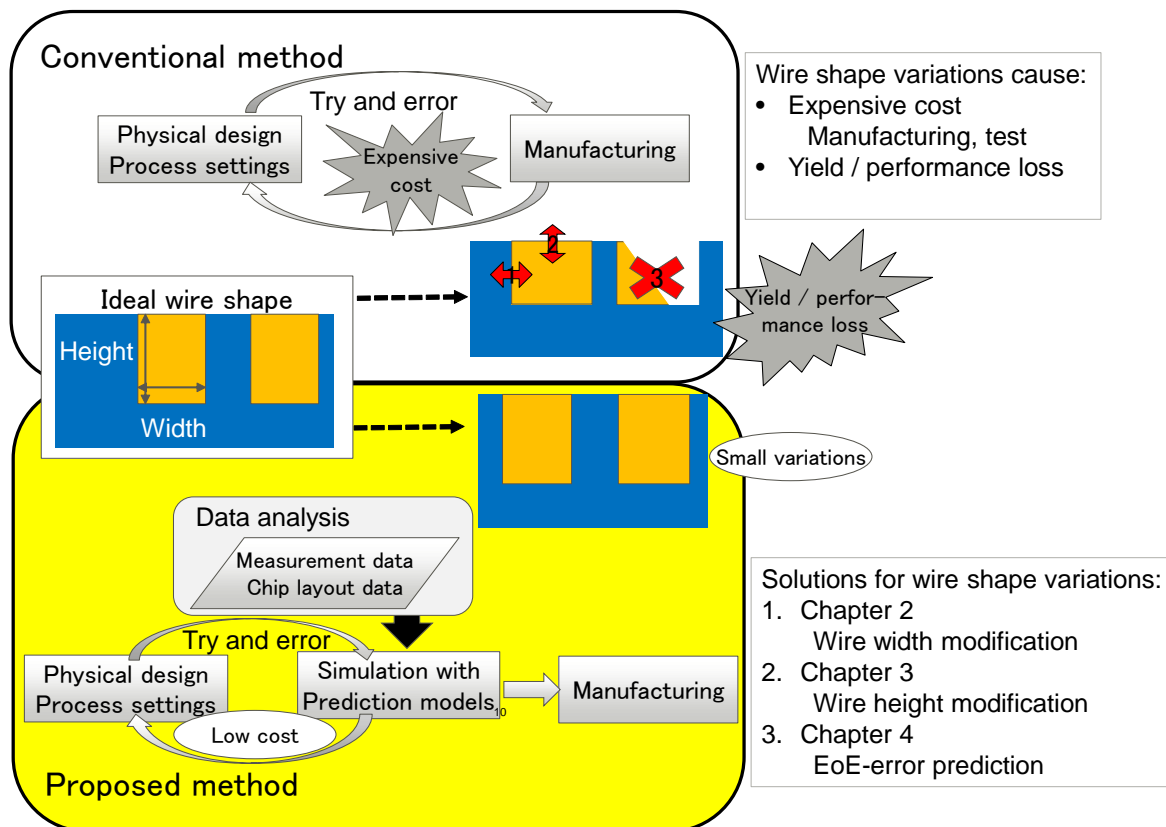 Conventional method
Try and error
Physical design
Process settings
Expensive
cost
Manufacturing
Wire shape variations cause:
• Expensive cost
Manufacturing, test
• Yield / performance loss
1
2
3
Yield / perfor-
mance loss
Ideal wire shape
Height
Width
Small variations
Data analysis
Measurement data
Chip layout data
Try and error
Physical design
Process settings
Simulation with
Prediction models
10
Manufacturing
Low cost
Proposed method
Solutions for wire shape variations:
1. Chapter 2
Wire width modification
2. Chapter 3
Wire height modification
3. Chapter 4
EoE-error prediction